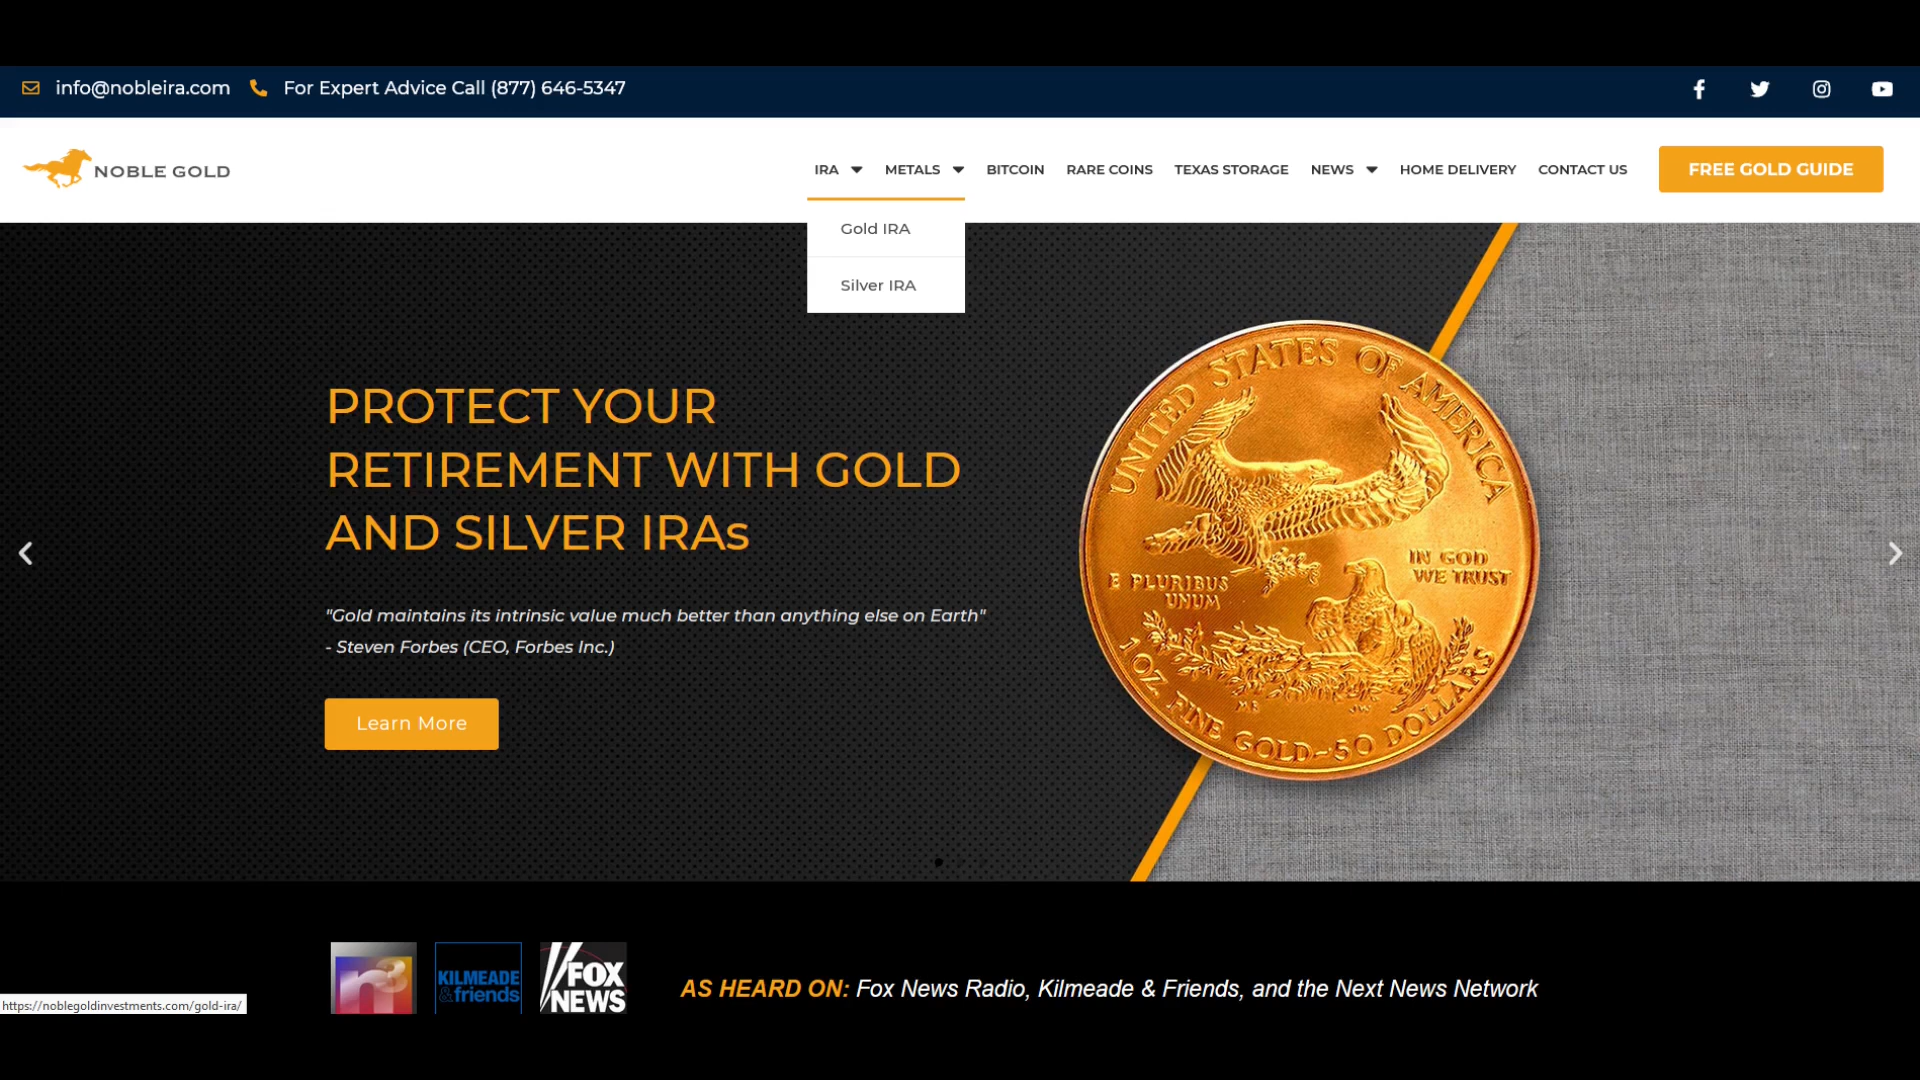 info@nobleira.com For Expert Advice Call (877) 646-5347
NOBLE GOLD
IRA METALS BITCOIN RARE COINS TEXAS STORAGE NEWS HOME DELIVERY CONTACT US FREE GOLD GUIDE
Gold IRA
Silver IRA
PROTECT YOUR
RETIREMENT WITH GOLD
AND SILVER IRAs
"Gold maintains its intrinsic value much better than anything else on Earth"
- Steven Forbes (CEO, Forbes Inc.)
Learn More
UNITED STATES OF AMERICA
IN GOD
WE TRUST
E PLURIBUS
UNUM
1 OZ. FINE GOLD~50 DOLLARS
n3
KILMEADE
&friends
FOX
NEWS
AS HEARD ON: Fox News Radio, Kilmeade & Friends, and the Next News Network
https://noblegoldinvestments.com/gold-ira/